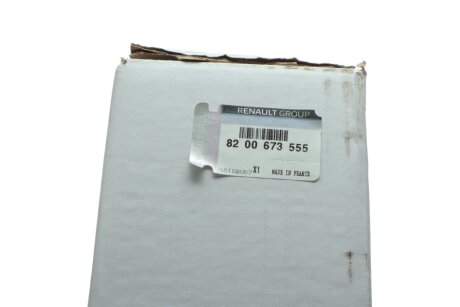 RENAULT GROUP
82 00 673 555
X1 MADE IN FRANCE